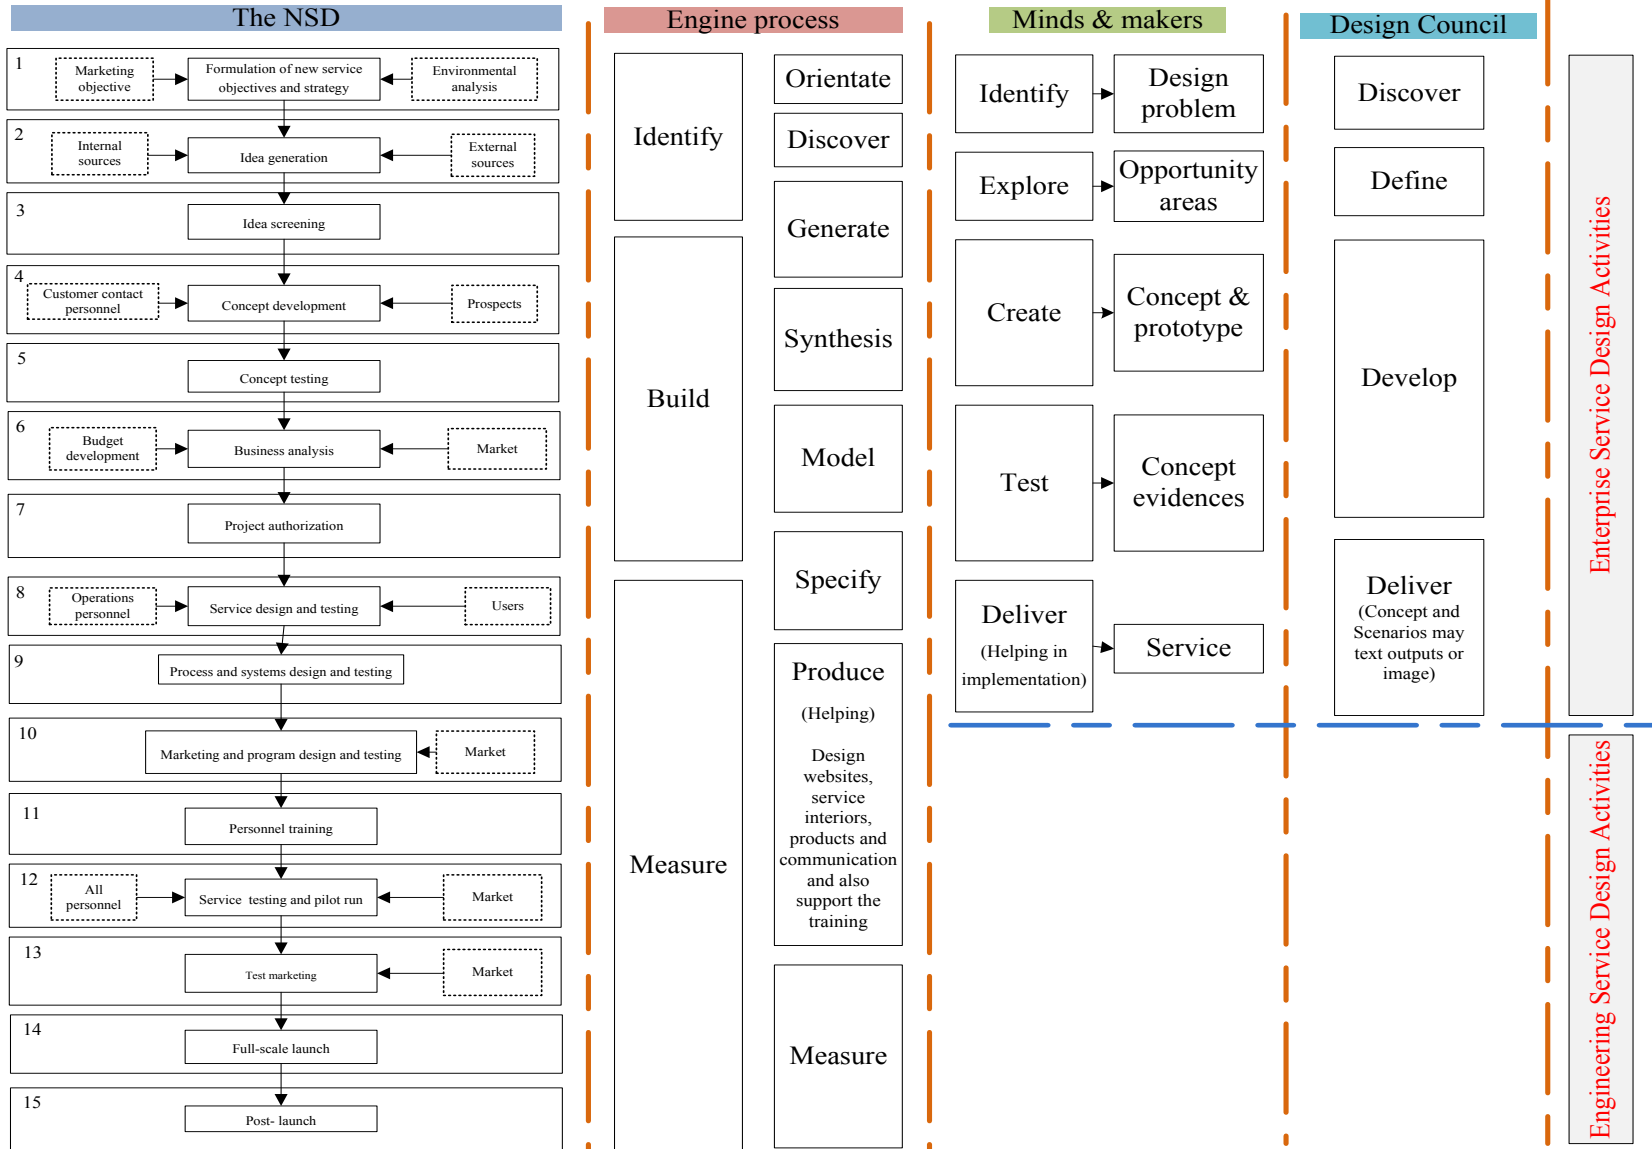 The NSD
1
Marketing
objective
Formulation of new service
objectives and strategy
Environmental
analysis
2
Internal
sources
Idea generation
External
sources
3
Idea screening
4
Customer contact
personnel
Concept development
Prospects
5
Concept testing
6
Budget
development
Business analysis
Market
7
Project authorization
8
Operations
personnel
Service design and testing
Users
9
Process and systems design and testing
10
Marketing and program design and testing
Market
11
Personnel training
12
All
personnel
Service testing and pilot run
Market
13
Test marketing
Market
14
Full-scale launch
15
Post- launch
Engine process
Identify
Build
Measure
Orientate
Discover
Generate
Synthesis
Model
Specify
Produce
(Helping)
Design
websites,
service
interiors,
products and
communication
and also
support the
training
Measure
Minds & makers
Identify
Design
problem
Explore
Opportunity
areas
Create
Concept &
prototype
Test
Concept
evidences
Deliver
(Helping in
implementation)
Service
Design Council
Discover
Define
Develop
Deliver
(Concept and
Scenarios may
text outputs or
image)
Enterprise Service Design Activities
Engineering Service Design Activities